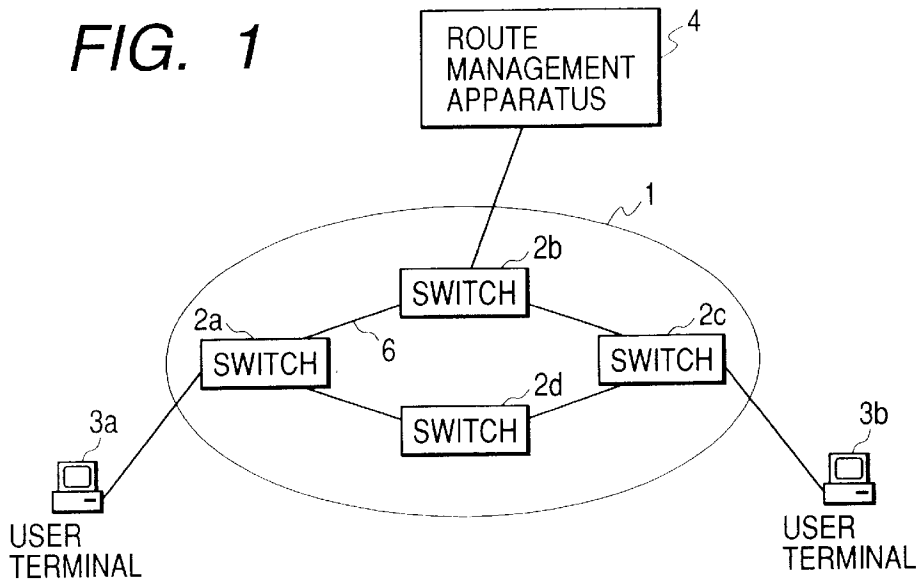 FIG. 1
ROUTE
MANAGEMENT
APPARATUS
4
1
2b
SWITCH
2a
SWITCH
6
2c
SWITCH
2d
SWITCH
3a
USER
TERMINAL
3b
USER
TERMINAL